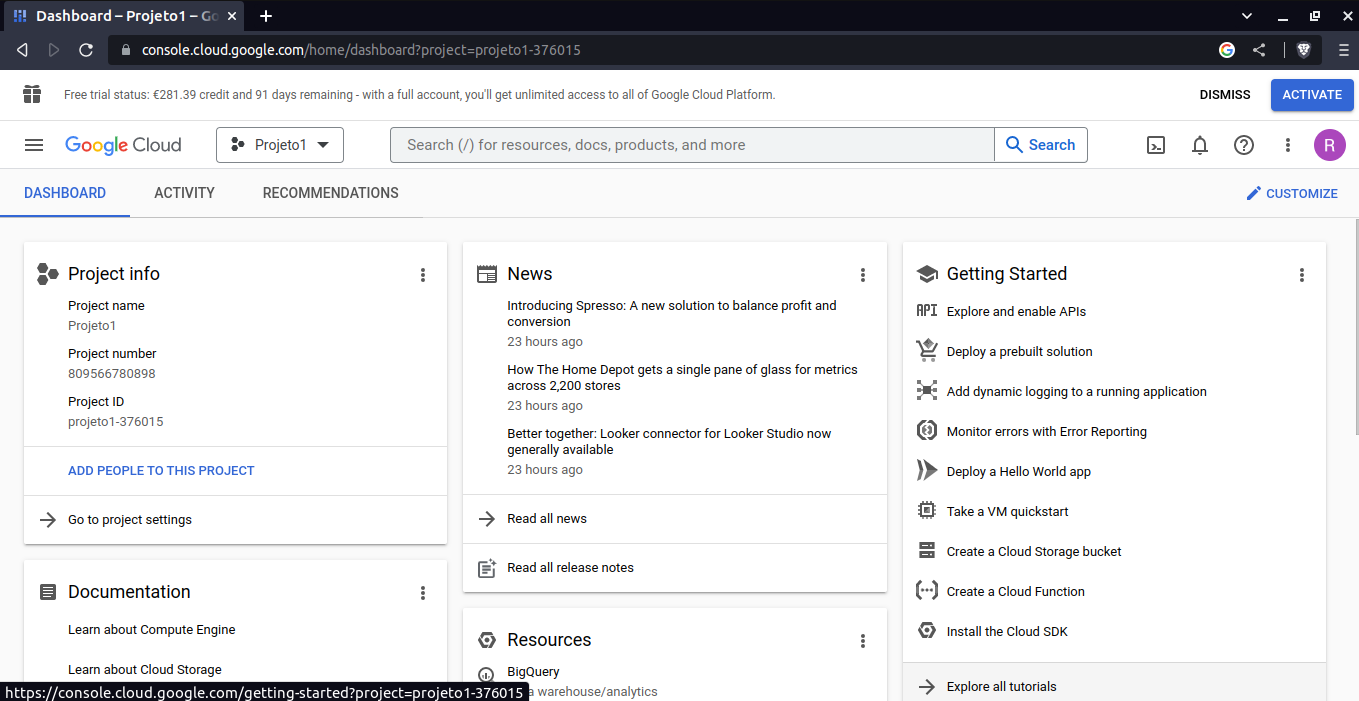 Dashboard – Projeto1 – Go
console.cloud.google.com/home/dashboard?project=projeto1-376015
Free trial status: €281.39 credit and 91 days remaining - with a full account, you'll get unlimited access to all of Google Cloud Platform.
DISMISS
ACTIVATE
Google Cloud
Projeto1
Search (/) for resources, docs, products, and more
Search
R
DASHBOARD
ACTIVITY
RECOMMENDATIONS
CUSTOMIZE
Project info
Project name
Projeto1
Project number
809566780898
Project ID
projeto1-376015
ADD PEOPLE TO THIS PROJECT
Go to project settings
Documentation
Learn about Compute Engine
Learn about Cloud Storage
News
Introducing Spresso: A new solution to balance profit and
conversion
23 hours ago
How The Home Depot gets a single pane of glass for metrics
across 2,200 stores
23 hours ago
Better together: Looker connector for Looker Studio now
generally available
23 hours ago
Read all news
Read all release notes
Resources
BigQuery
a warehouse/analytics
Getting Started
API
Explore and enable APIs
Deploy a prebuilt solution
Add dynamic logging to a running application
Monitor errors with Error Reporting
Deploy a Hello World app
Take a VM quickstart
Create a Cloud Storage bucket
Create a Cloud Function
Install the Cloud SDK
Explore all tutorials
https://console.cloud.google.com/getting-started?project=projeto1-376015